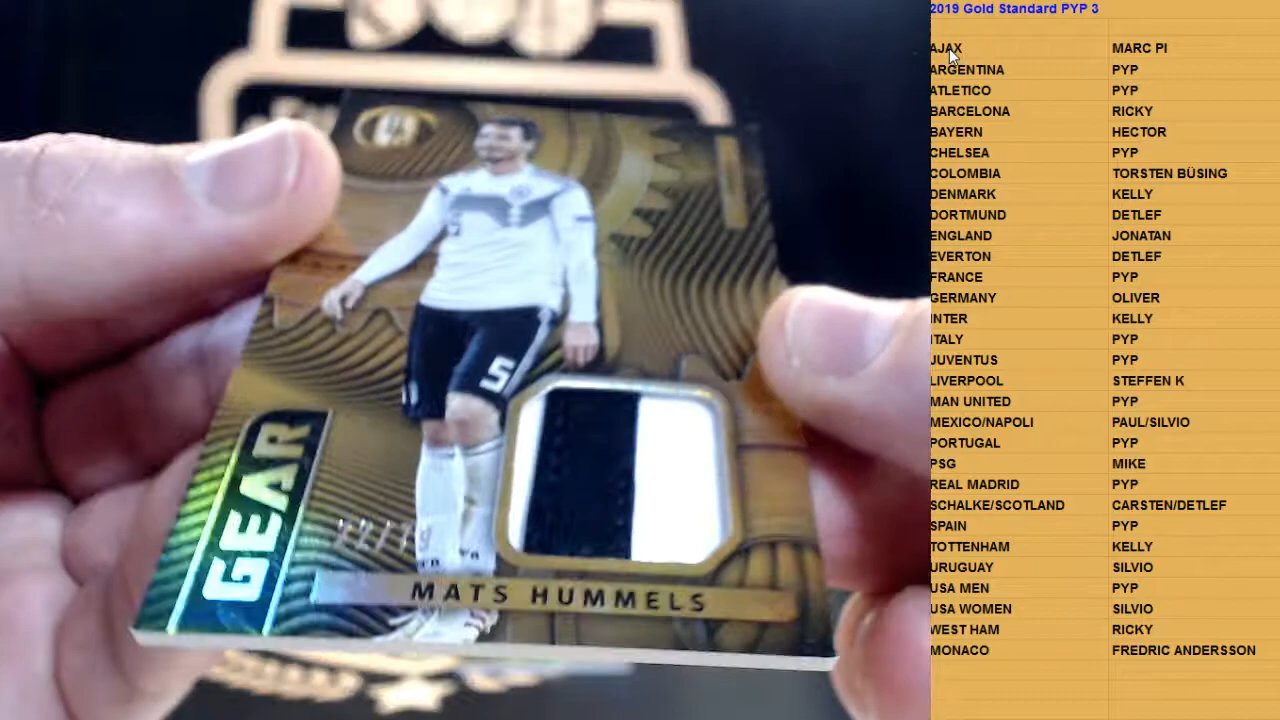 GEAR
MATS HUMMELS
5
2019 Gold Standard PYP 3
AJAX MARC PI
ARGENTINA PYP
ATLETICO PYP
BARCELONA RICKY
BAYERN HECTOR
CHELSEA PYP
COLOMBIA TORSTEN BÜSING
DENMARK KELLY
DORTMUND DETLEF
ENGLAND JONATAN
EVERTON DETLEF
FRANCE PYP
GERMANY OLIVER
INTER KELLY
ITALY PYP
JUVENTUS PYP
LIVERPOOL STEFFEN K
MAN UNITED PYP
MEXICO/NAPOLI PAUL/SILVIO
PORTUGAL PYP
PSG MIKE
REAL MADRID PYP
SCHALKE/SCOTLAND CARSTEN/DETLEF
SPAIN PYP
TOTTENHAM KELLY
URUGUAY SILVIO
USA MEN PYP
USA WOMEN SILVIO
WEST HAM RICKY
MONACO FREDRIC ANDERSSON